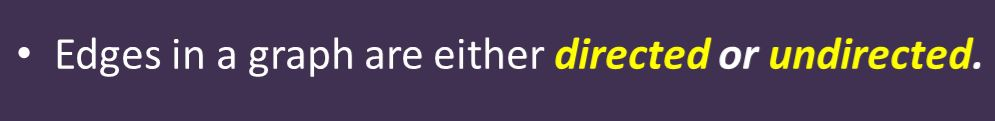 • Edges in a graph are either directed or undirected.